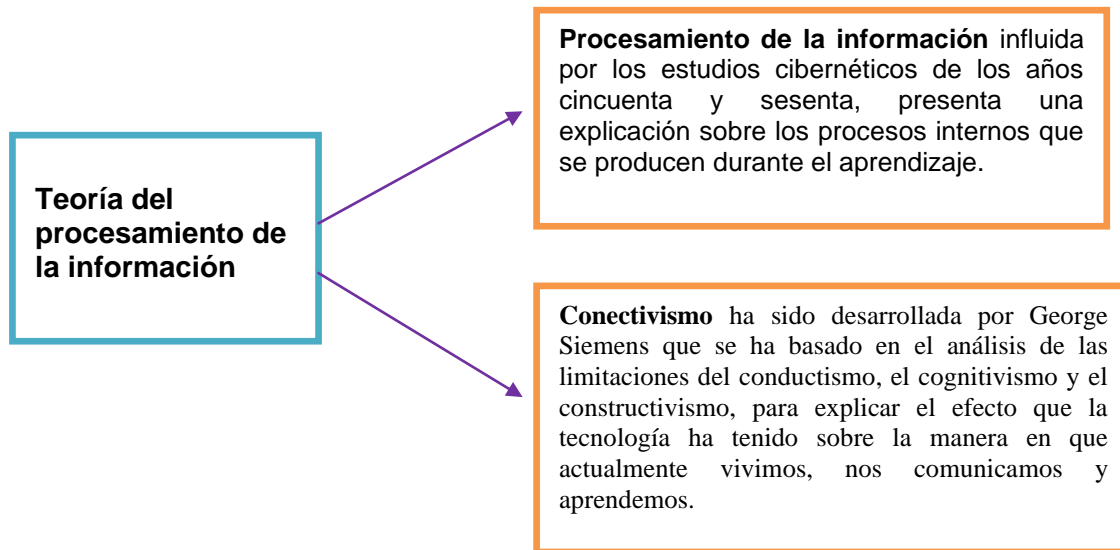 Teoría del
procesamiento de
la información
Procesamiento de la información influida
por los estudios cibernéticos de los años
cincuenta y sesenta, presenta una
explicación sobre los procesos internos que
se producen durante el aprendizaje.
Conectivismo ha sido desarrollada por George
Siemens que se ha basado en el análisis de las
limitaciones del conductismo, el cognitivismo y el
constructivismo, para explicar el efecto que la
tecnología ha tenido sobre la manera en que
actualmente vivimos, nos comunicamos y
aprendemos.